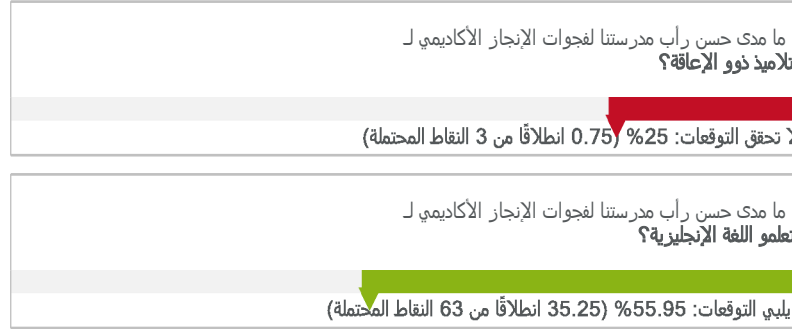 ما مدى حسن رأب مدرستنا لفجوات الإنجاز الأكاديمي لـ
تلاميذ ذوو الإعاقة؟
لا تحقق التوقعات: 25% (0.75 انطلاقًا من 3 النقاط المحتملة)
ما مدى حسن رأب مدرستنا لفجوات الإنجاز الأكاديمي لـ
تعلمو اللغة الإنجليزية؟
يلبي التوقعات: 55.95% (35.25 انطلاقًا من 63 النقاط المحتملة)